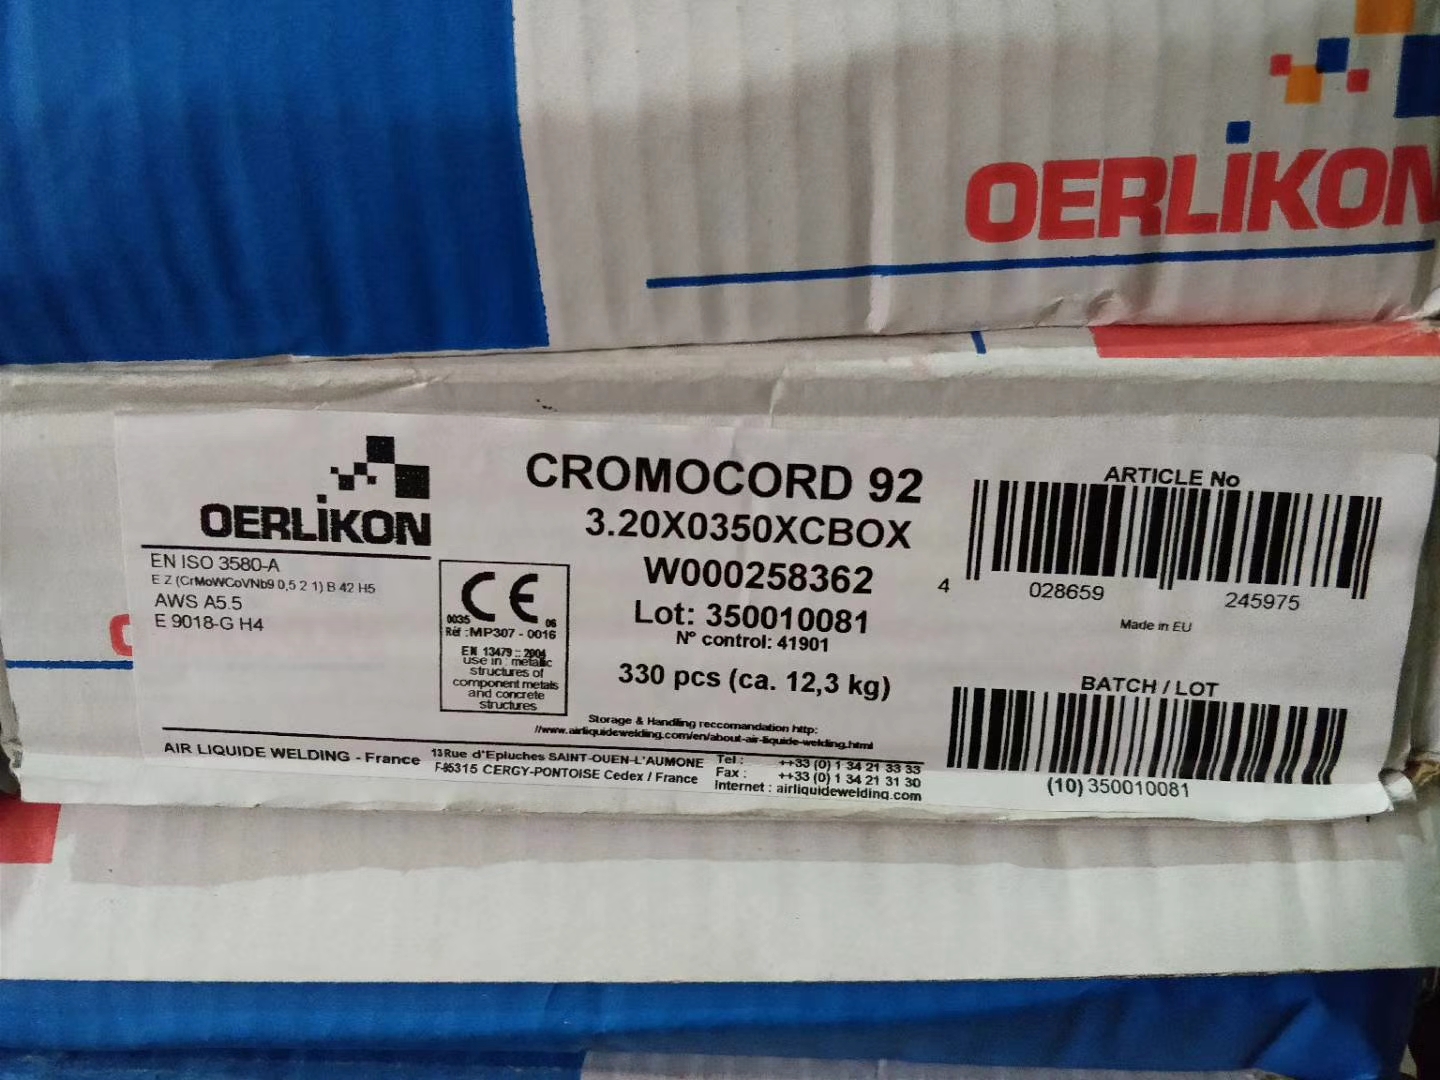 OERLIKON
OERLIKON
EN ISO 3580-A
E Z (CrMoWCoVNb9 0,5 2 1) B 42 H5
AWS A5.5
E 9018-G H4
CE
0035 06
Réf :MP307 - 0016
EN 13479 : 2004
use in : metallic
structures of
component metals
and concrete
structures
CROMOCORD 92
3.20X0350XCBOX
W000258362
Lot: 350010081
N° control: 41901
330 pcs (ca. 12,3 kg)
Storage & Handling reccomandation http:
//www.airliquidewelding.com/en/about-air-liquide-welding.html
ARTICLE No
4 028659 245975
Made in EU
BATCH / LOT
(10) 350010081
AIR LIQUIDE WELDING - France
13 Rue d'Epluches SAINT-OUEN-L'AUMONE
F-95315 CERGY-PONTOISE Cedex / France
Tel : ++33 (0) 1 34 21 33 33
Fax : ++33 (0) 1 34 21 31 30
Internet : airliquidewelding.com